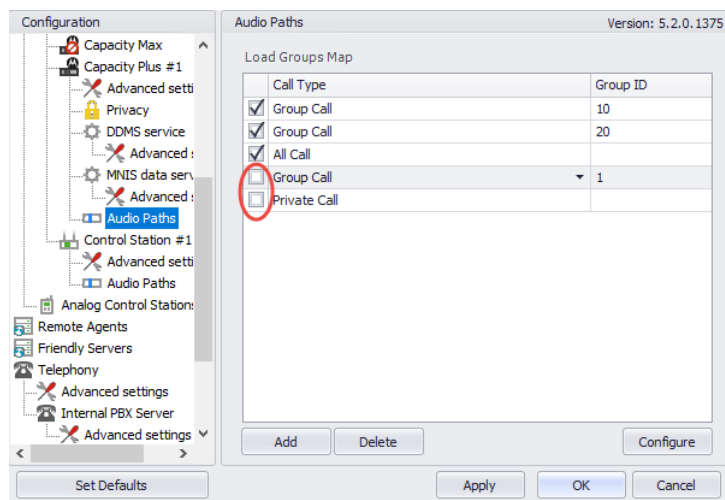 Configuration
Capacity Max
Capacity Plus #1
Advanced setti
Privacy
DDMS service
Advanced s
MNIS data serv
Advanced s
Audio Paths
Control Station #1
Advanced setti
Audio Paths
Analog Control Stations
Remote Agents
Friendly Servers
Telephony
Advanced settings
Internal PBX Server
Advanced settings
Set Defaults
Audio Paths Version: 5.2.0.1375
Load Groups Map
Call Type Group ID
Group Call 10
Group Call 20
All Call
Group Call 1
Private Call
Add Delete Configure
Apply OK Cancel